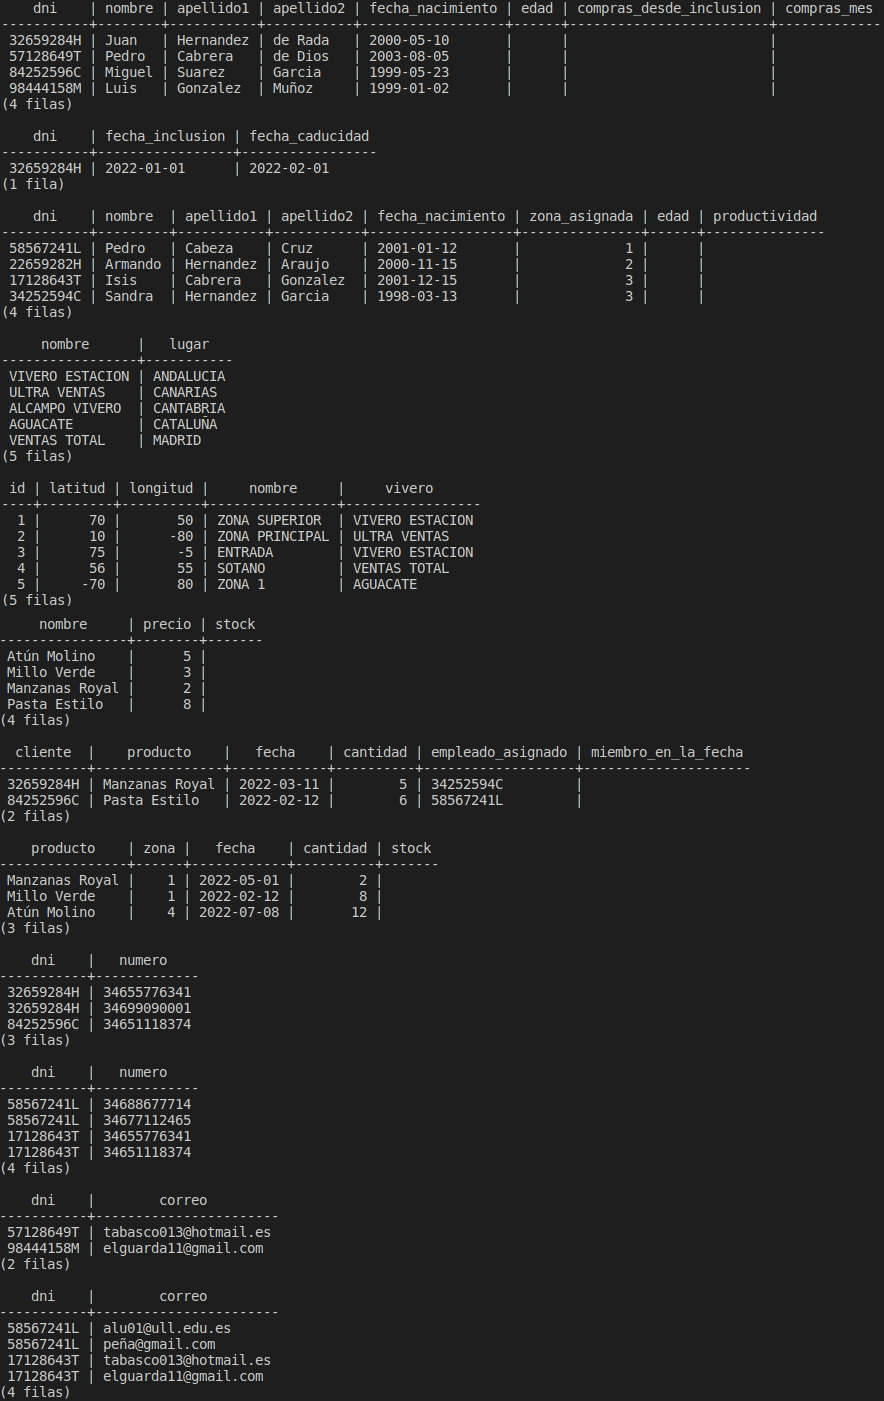 dni    | nombre | apellido1 | apellido2 | fecha_nacimiento | edad | compras_desde_inclusion | compras_mes
-----------+--------+-----------+-----------+------------------+------+-------------------------+-------------
 32659284H | Juan   | Hernandez | de Rada   | 2000-05-10       |      |                         |
 57128649T | Pedro  | Cabrera   | de Dios   | 2003-08-05       |      |                         |
 84252596C | Miguel | Suarez    | Garcia    | 1999-05-23       |      |                         |
 98444158M | Luis   | Gonzalez  | Muñoz     | 1999-01-02       |      |                         |
(4 filas)

    dni    | fecha_inclusion | fecha_caducidad
-----------+-----------------+-----------------
 32659284H | 2022-01-01      | 2022-02-01
(1 fila)

    dni    | nombre  | apellido1 | apellido2 | fecha_nacimiento | zona_asignada | edad | productividad
-----------+---------+-----------+-----------+------------------+---------------+------+---------------
 58567241L | Pedro   | Cabeza    | Cruz      | 2001-01-12       |             1 |      |
 22659282H | Armando | Hernandez | Araujo    | 2000-11-15       |             2 |      |
 17128643T | Isis    | Cabrera   | Gonzalez  | 2001-12-15       |             3 |      |
 34252594C | Sandra  | Hernandez | Garcia    | 1998-03-13       |             3 |      |
(4 filas)

     nombre      |   lugar
-----------------+-----------
 VIVERO ESTACION | ANDALUCIA
 ULTRA VENTAS    | CANARIAS
 ALCAMPO VIVERO  | CANTABRIA
 AGUACATE        | CATALUÑA
 VENTAS TOTAL    | MADRID
(5 filas)

 id | latitud | longitud |     nombre     |     vivero
----+---------+----------+----------------+-----------------
  1 |      70 |       50 | ZONA SUPERIOR  | VIVERO ESTACION
  2 |      10 |      -80 | ZONA PRINCIPAL | ULTRA VENTAS
  3 |      75 |       -5 | ENTRADA        | VIVERO ESTACION
  4 |      56 |       55 | SOTANO         | VENTAS TOTAL
  5 |     -70 |       80 | ZONA 1         | AGUACATE
(5 filas)
     nombre     | precio | stock
----------------+--------+-------
 Atún Molino    |      5 |
 Millo Verde    |      3 |
 Manzanas Royal |      2 |
 Pasta Estilo   |      8 |
(4 filas)

  cliente  |    producto    |   fecha    | cantidad | empleado_asignado | miembro_en_la_fecha
-----------+----------------+------------+----------+-------------------+---------------------
 32659284H | Manzanas Royal | 2022-03-11 |        5 | 34252594C         |
 84252596C | Pasta Estilo   | 2022-02-12 |        6 | 58567241L         |
(2 filas)

    producto    | zona |   fecha    | cantidad | stock
----------------+------+------------+----------+-------
 Manzanas Royal |    1 | 2022-05-01 |        2 |
 Millo Verde    |    1 | 2022-02-12 |        8 |
 Atún Molino    |    4 | 2022-07-08 |       12 |
(3 filas)

    dni    |   numero
-----------+-------------
 32659284H | 34655776341
 32659284H | 34699090001
 84252596C | 34651118374
(3 filas)

    dni    |   numero
-----------+-------------
 58567241L | 34688677714
 58567241L | 34677112465
 17128643T | 34655776341
 17128643T | 34651118374
(4 filas)

    dni    |        correo
-----------+-----------------------
 57128649T | tabasco013@hotmail.es
 98444158M | elguarda11@gmail.com
(2 filas)

    dni    |        correo
-----------+-----------------------
 58567241L | alu01@ull.edu.es
 58567241L | peña@gmail.com
 17128643T | tabasco013@hotmail.es
 17128643T | elguarda11@gmail.com
(4 filas)